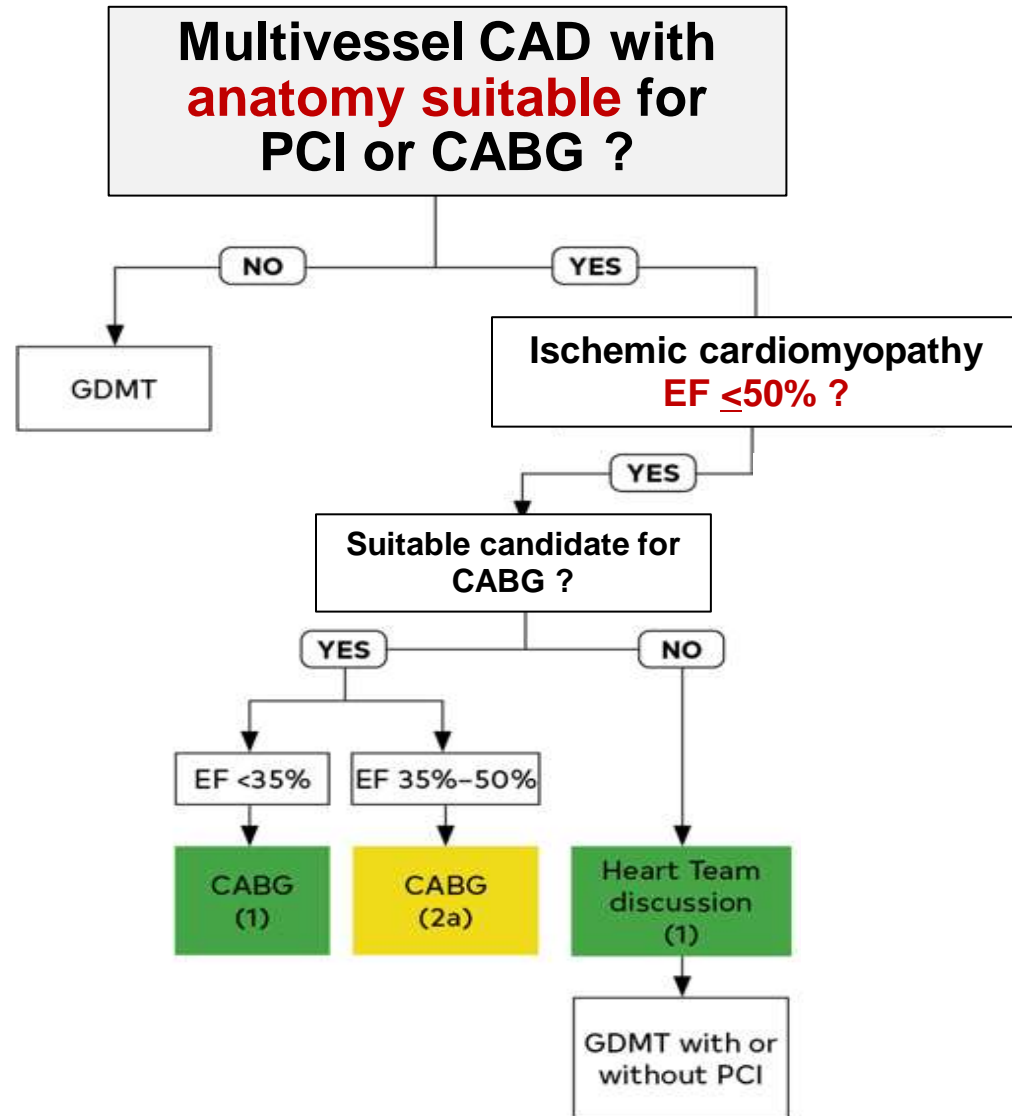 Multivessel CAD with
anatomy suitable for
PCI or CABG ?
NO
YES
GDMT
Ischemic cardiomyopathy
EF <50% ?
YES
Suitable candidate for
CABG ?
YES
NO
EF <35%
EF 35%–50%
CABG
(1)
CABG
(2a)
Heart Team
discussion
(1)
GDMT with or
without PCI